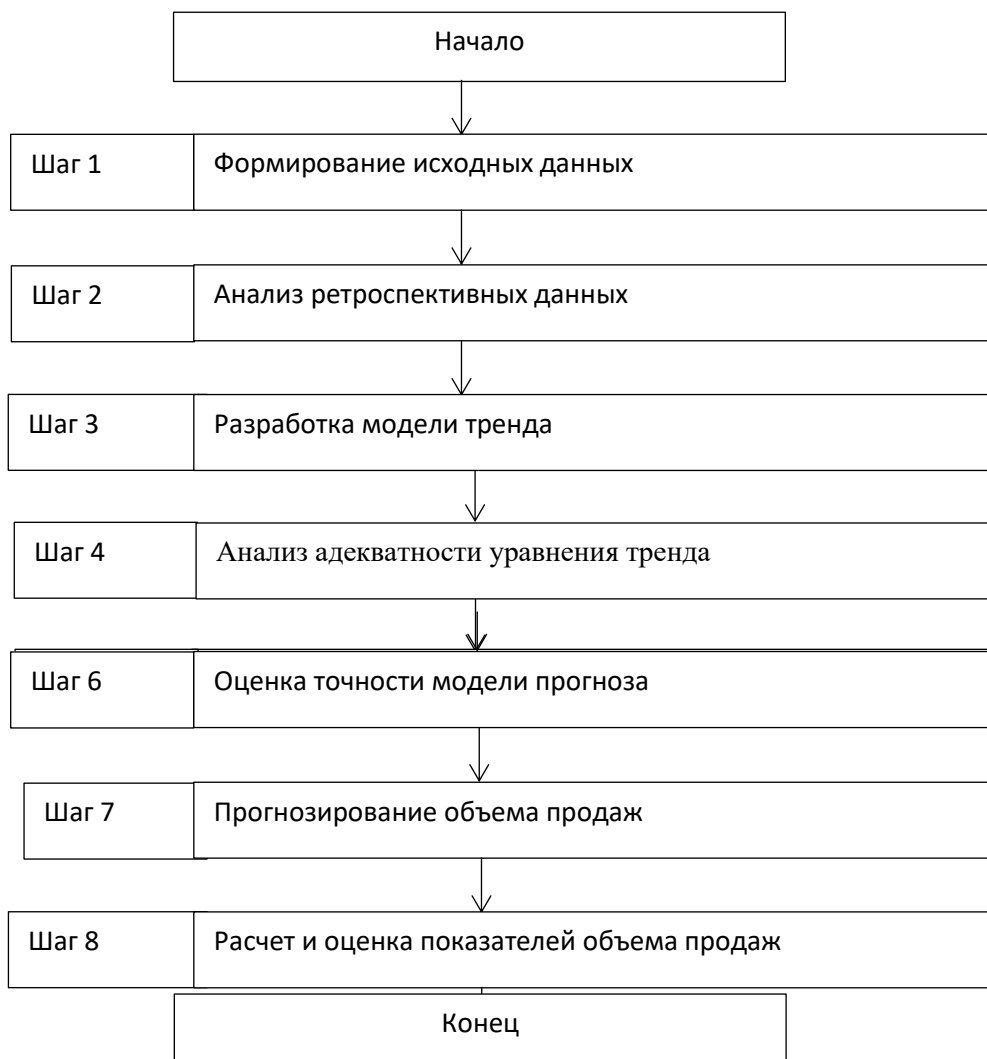 Начало
Шаг 1 Формирование исходных данных
Шаг 2 Анализ ретроспективных данных
Шаг 3 Разработка модели тренда
Шаг 4 Анализ адекватности уравнения тренда
Шаг 6 Оценка точности модели прогноза
Шаг 7 Прогнозирование объема продаж
Шаг 8 Расчет и оценка показателей объема продаж
Конец